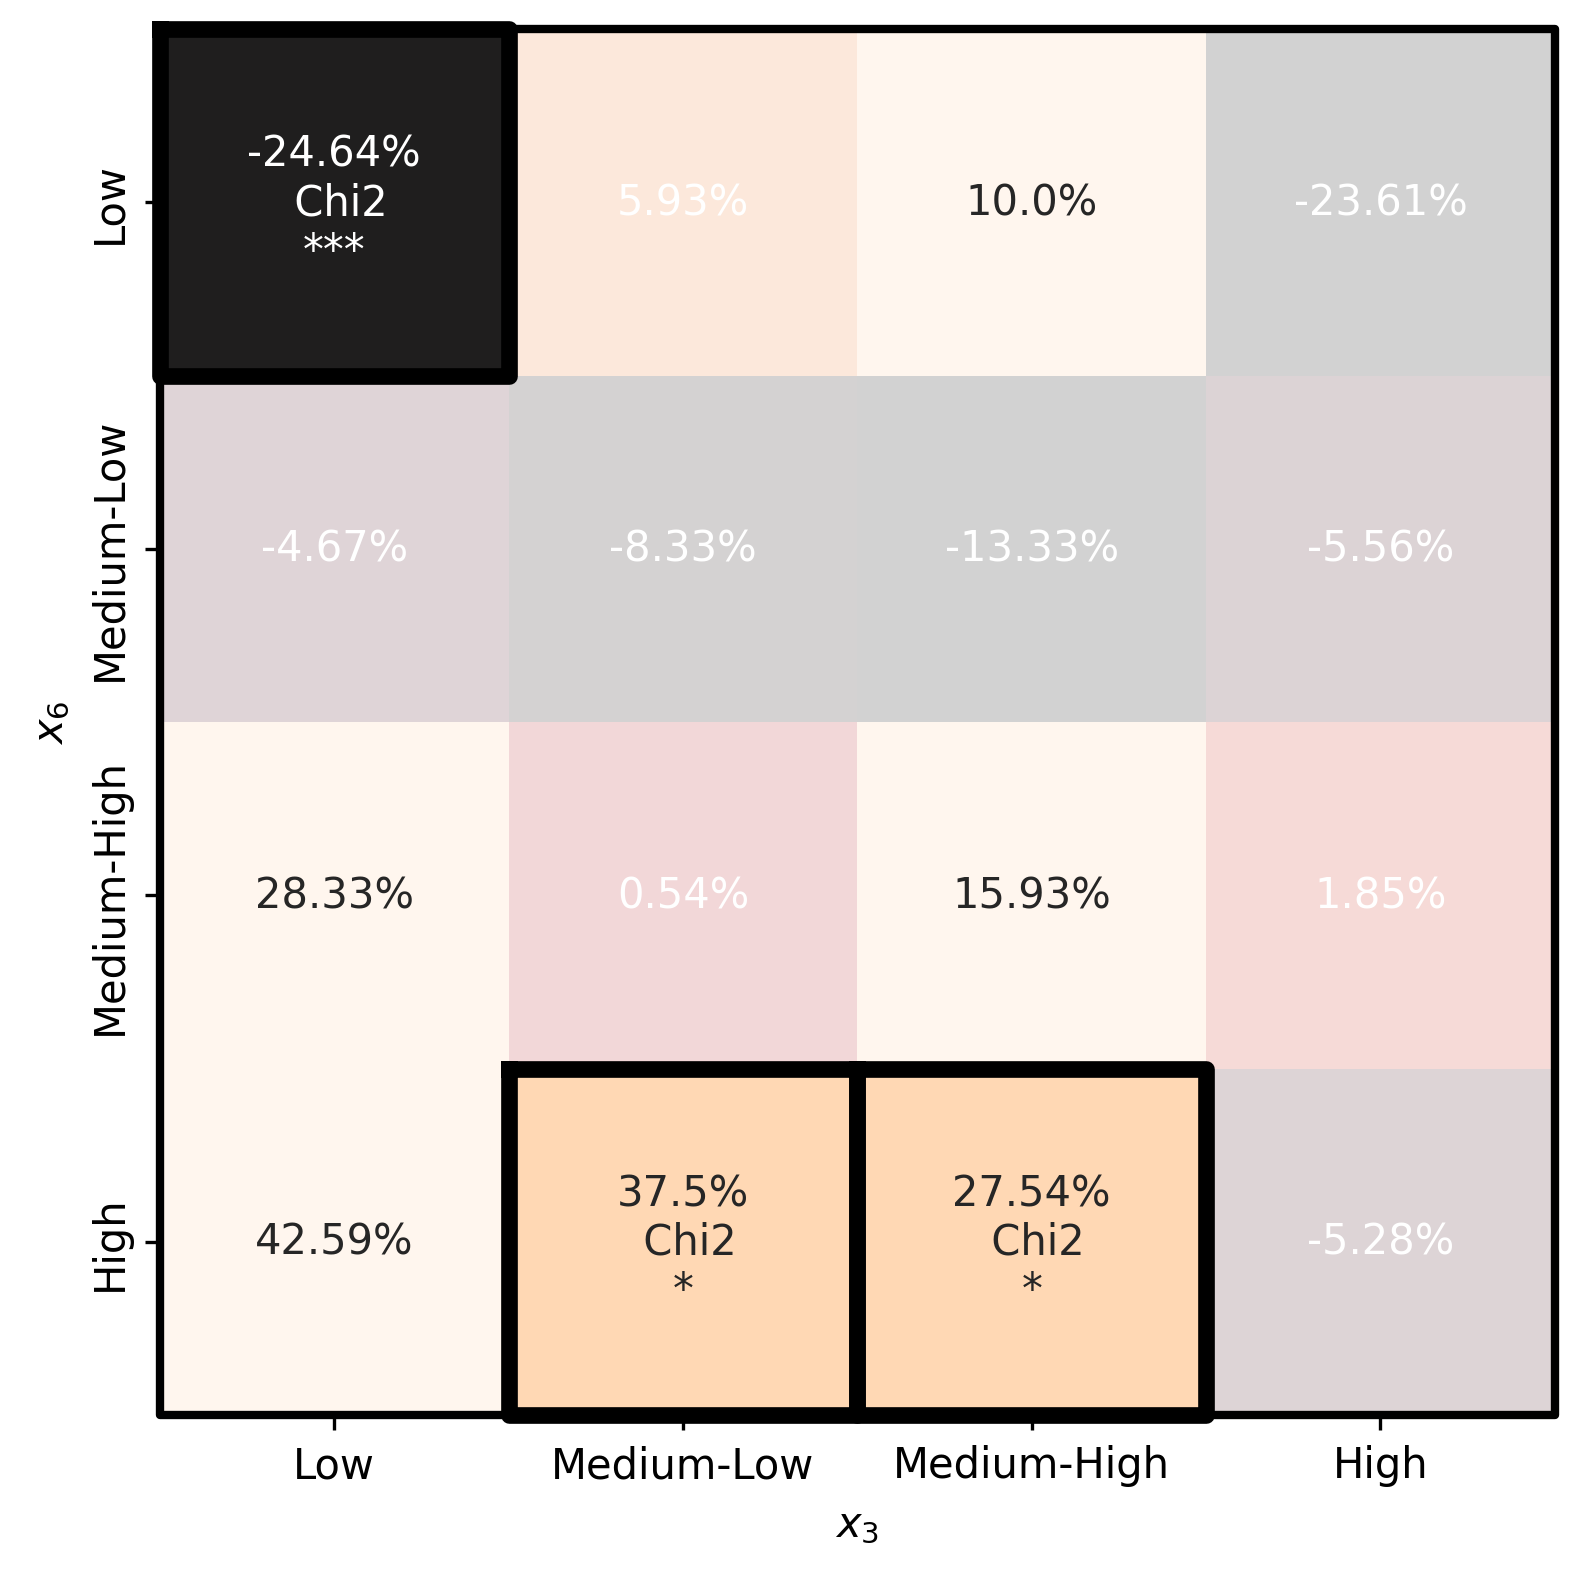 -24.64%
Chi2
***
5.93%
10.0%
-23.61%
Low
-4.67%
-8.33%
-13.33%
-5.56%
Medium-Low
28.33%
0.54%
15.93%
1.85%
Medium-High
42.59%
37.5%
Chi2
*
27.54%
Chi2
*
-5.28%
High
x₆
Low
Medium-Low
Medium-High
High
x₃